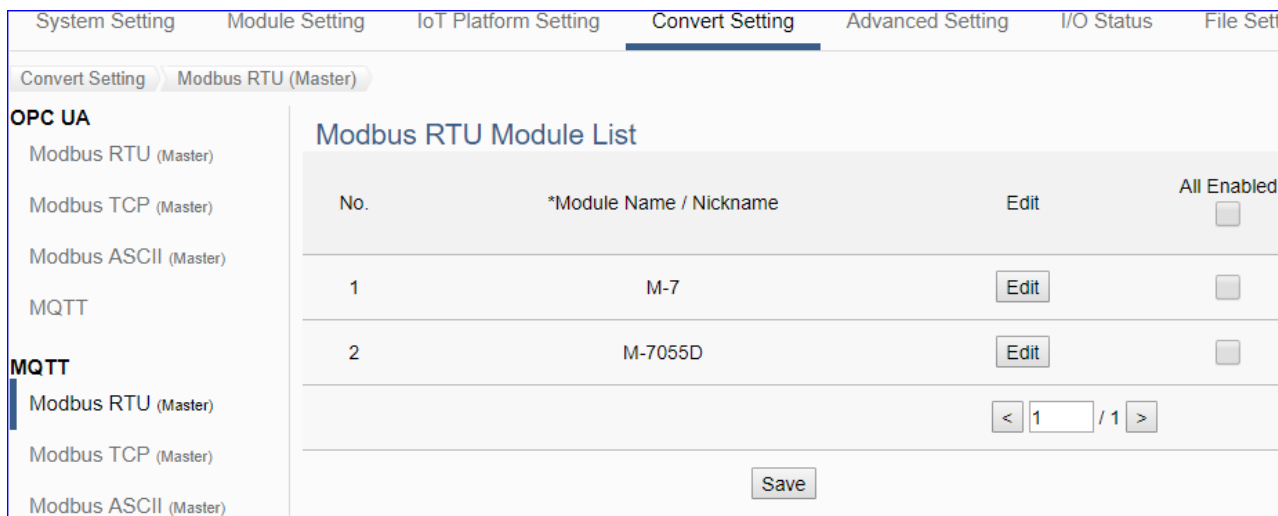 System Setting Module Setting IoT Platform Setting Convert Setting Advanced Setting I/O Status File Sett
Convert Setting Modbus RTU (Master)
OPC UA
Modbus RTU (Master)
Modbus TCP (Master)
Modbus ASCII (Master)
MQTT
MQTT
Modbus RTU (Master)
Modbus TCP (Master)
Modbus ASCII (Master)
Modbus RTU Module List
No. *Module Name / Nickname Edit All Enabled
1 M-7 Edit
2 M-7055D Edit
< 1 / 1 >
Save